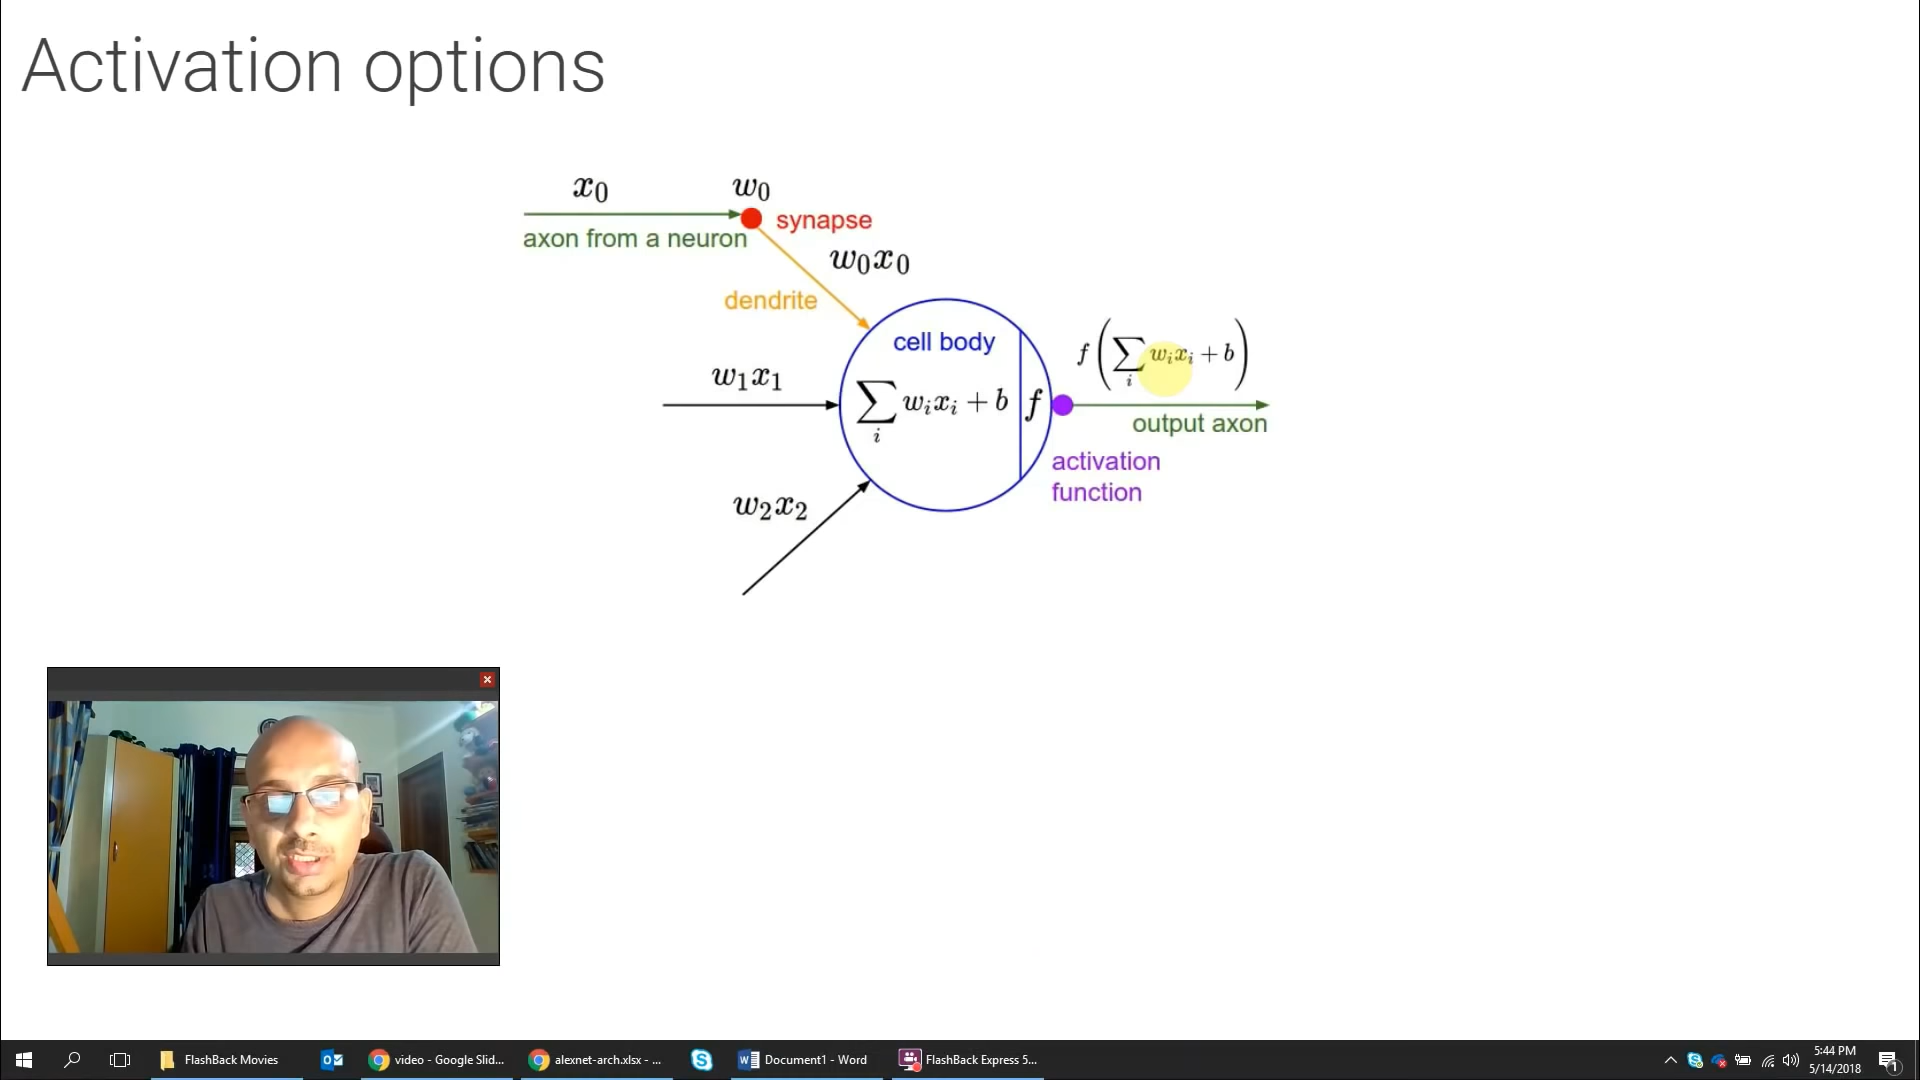 Activation options
x₀
w₀
axon from a neuron
synapse
w₀x₀
dendrite
cell body
f(∑ᵢ wᵢxᵢ + b)
w₁x₁
∑ᵢ wᵢxᵢ + b
f
output axon
activation
function
w₂x₂
FlashBack Movies
video - Google Slid...
alexnet-arch.xlsx - ...
Document1 - Word
FlashBack Express 5...
5:44 PM
5/14/2018
1